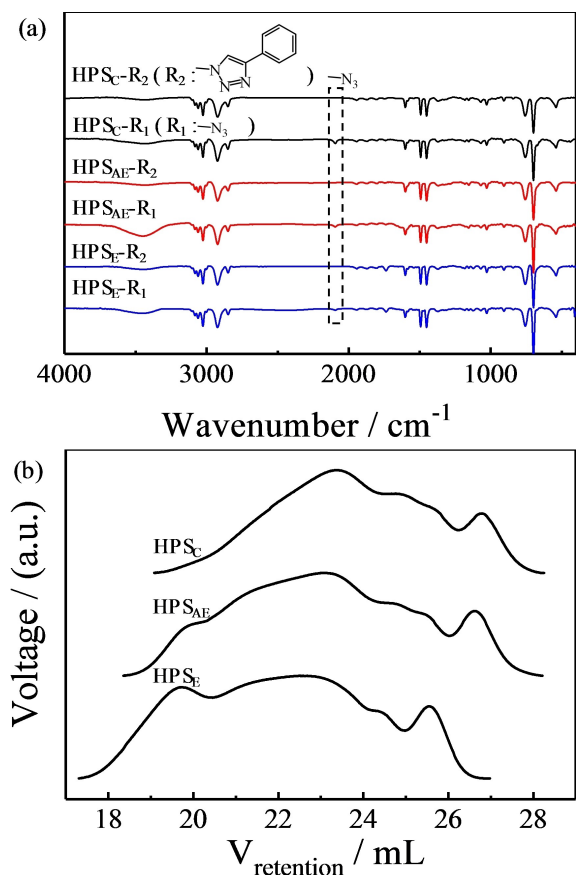 (a)
HPSC-R2 ( R2 : N N=N ) —N3
HPSC-R1 ( R1 : —N3 )
HPSAE-R2
HPSAE-R1
HPSE-R2
HPSE-R1
4000 3000 2000 1000
Wavenumber / cm-1
(b)
Voltage / (a.u.)
HPSC
HPSAE
HPSE
18 20 22 24 26 28
Vretention / mL